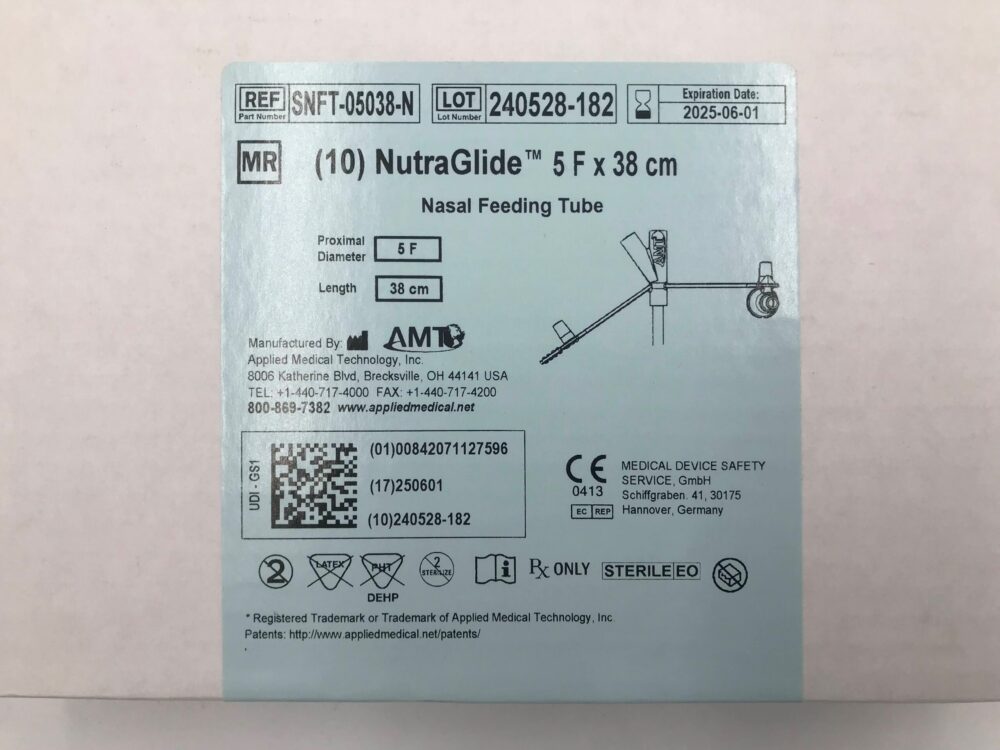 REF SNFT-05038-N LOT 240528-182 Expiration Date:
Part Number Lot Number 2025-06-01
MR (10) NutraGlide™ 5 F x 38 cm
Nasal Feeding Tube
Proximal
Diameter 5 F
Length 38 cm
AMT
Manufactured By: AMT
Applied Medical Technology, Inc.
8006 Katherine Blvd, Brecksville, OH 44141 USA
TEL: +1-440-717-4000 FAX: +1-440-717-4200
800-869-7382 www.appliedmedical.net
UDI - GS1
(01)00842071127596
(17)250601
(10)240528-182
CE
0413
EC REP
MEDICAL DEVICE SAFETY
SERVICE, GmbH
Schiffgraben. 41, 30175
Hannover, Germany
2 LATEX PHT 2 STERILIZE i Rx ONLY STERILE EO
DEHP
* Registered Trademark or Trademark of Applied Medical Technology, Inc
Patents: http://www.appliedmedical.net/patents/